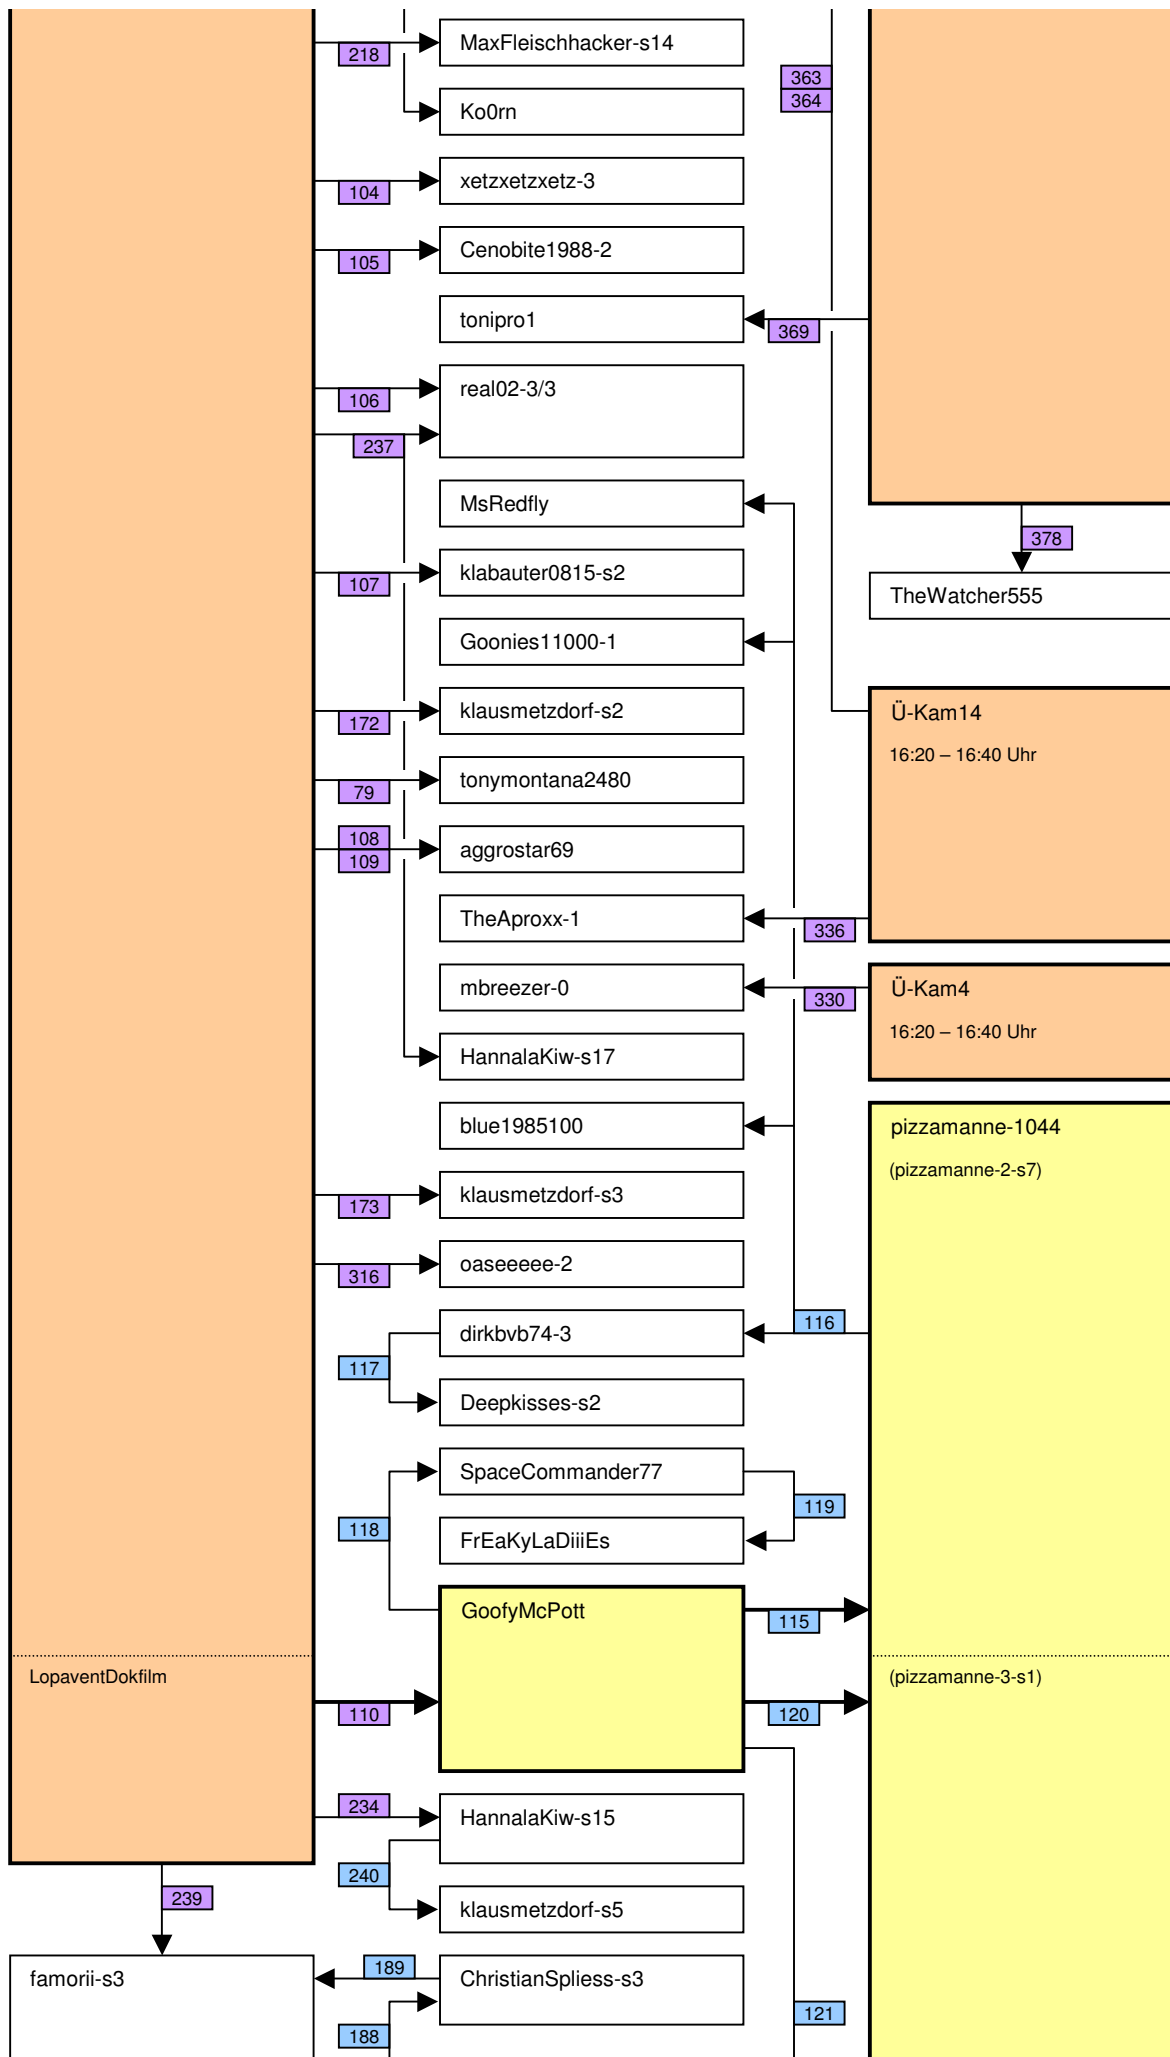 MaxFleischhacker-s14
218
363
364
Ko0rn
xetzxetzxetz-3
104
Cenobite1988-2
105
tonipro1
369
real02-3/3
106
237
MsRedfly
378
klabauter0815-s2
107
TheWatcher555
Goonies11000-1
klausmetzdorf-s2
172
Ü-Kam14
16:20 – 16:40 Uhr
tonymontana2480
79
108
aggrostar69
109
TheAproxx-1
336
mbreezer-0
330
Ü-Kam4
16:20 – 16:40 Uhr
HannalaKiw-s17
blue1985100
pizzamanne-1044
(pizzamanne-2-s7)
klausmetzdorf-s3
173
oaseeeee-2
316
dirkbvb74-3
116
117
Deepkisses-s2
SpaceCommander77
119
118
FrEaKyLaDiiiEs
GoofyMcPott
115
LopaventDokfilm
(pizzamanne-3-s1)
110
120
234
HannalaKiw-s15
240
239
klausmetzdorf-s5
189
famorii-s3
ChristianSpliess-s3
121
188